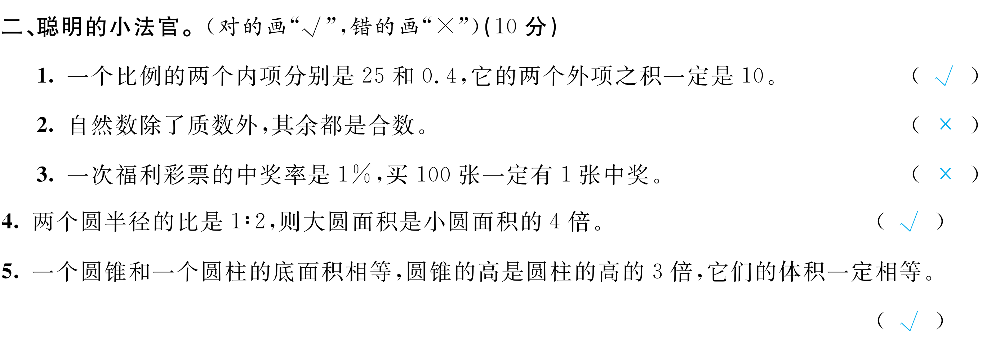 二、聪明的小法官。(对的画“√”,错的画“×”)(10 分)
1. 一个比例的两个内项分别是 25 和 0.4,它的两个外项之积一定是 10。 ( √ )
2. 自然数除了质数外,其余都是合数。 ( × )
3. 一次福利彩票的中奖率是 1%,买 100 张一定有 1 张中奖。 ( × )
4. 两个圆半径的比是 1∶2,则大圆面积是小圆面积的 4 倍。 ( √ )
5. 一个圆锥和一个圆柱的底面积相等,圆锥的高是圆柱的高的 3 倍,它们的体积一定相等。
( √ )